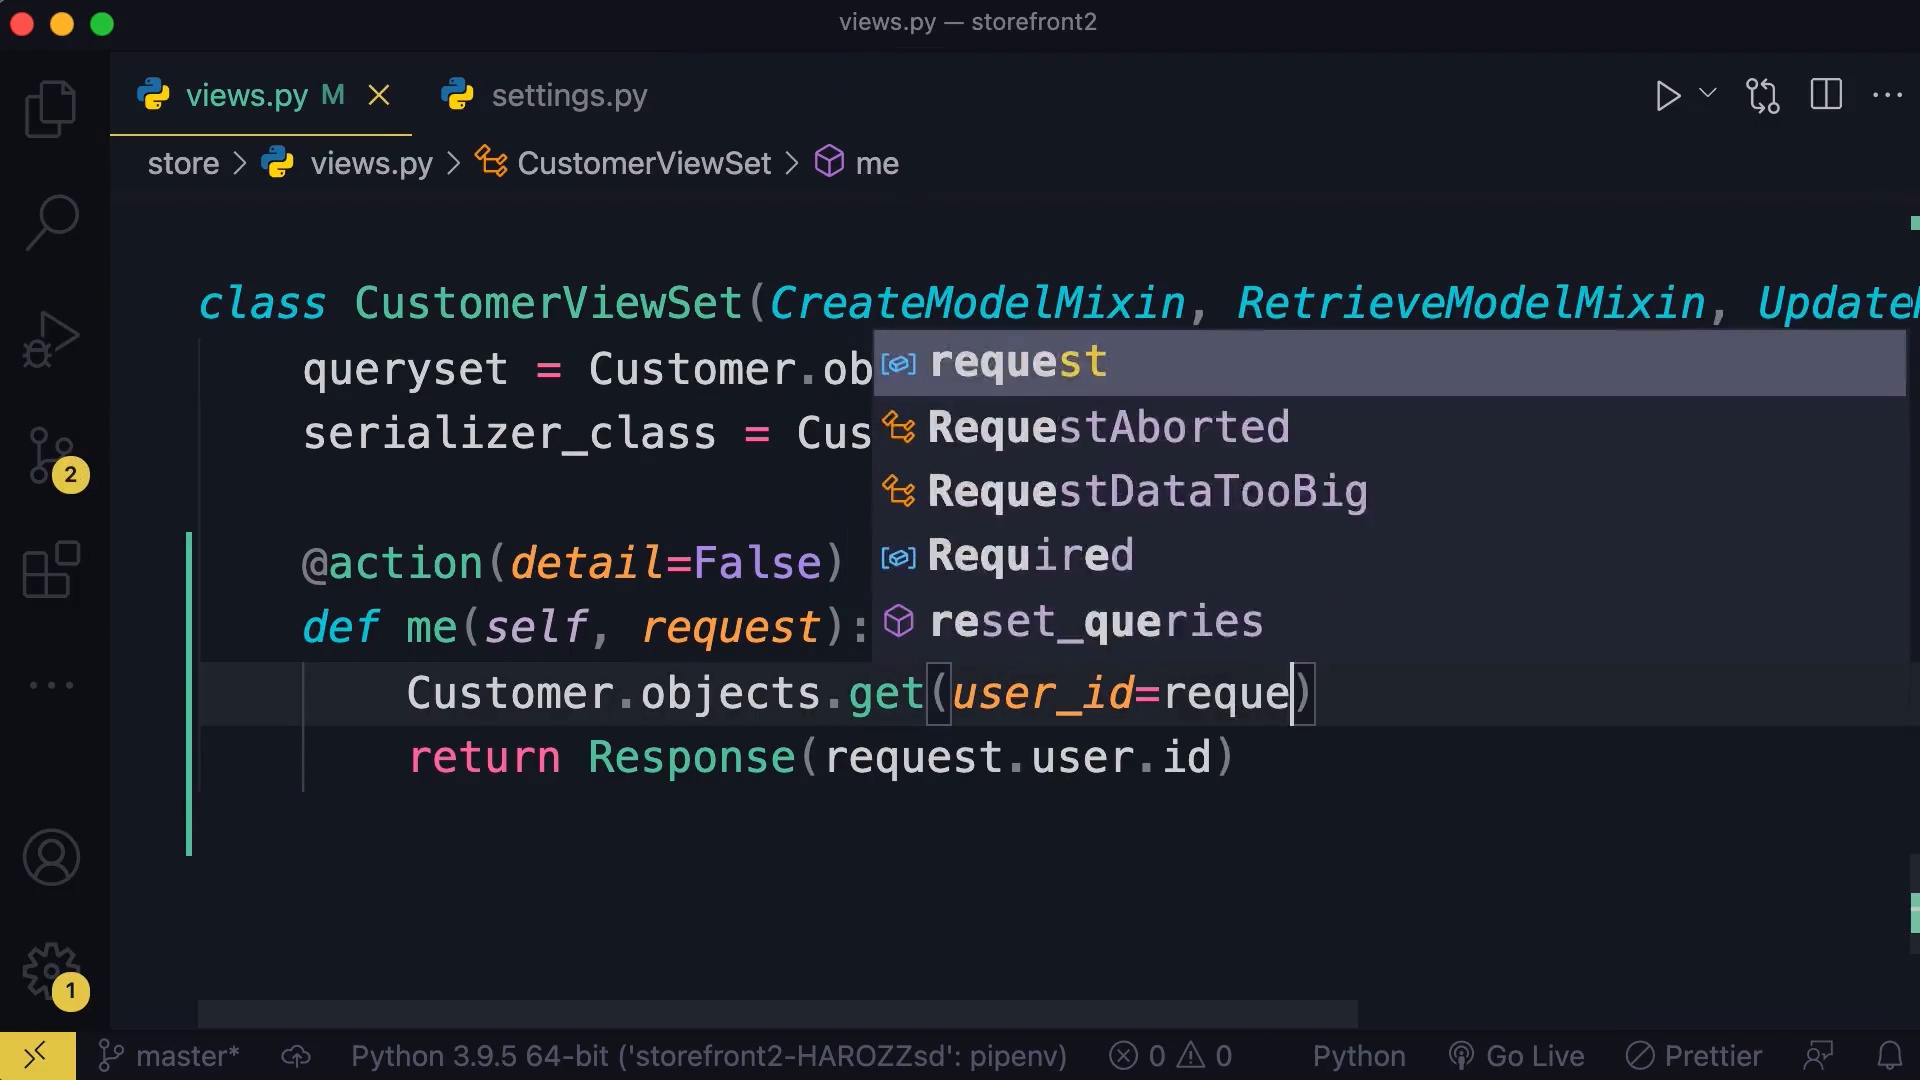 views.py — storefront2
views.py M settings.py
store > views.py > CustomerViewSet > me
class CustomerViewSet(CreateModelMixin, RetrieveModelMixin,
queryset = Customer.ob
serializer_class = Cus
request
RequestAborted
RequestDataTooBig
Required
reset_queries
@action(detail=False)
def me(self, request):
Customer.objects.get(user_id=reque)
return Response(request.user.id)
2
1
master* Python 3.9.5 64-bit ('storefront2-HAROZZsd': pipenv) 0 0 Python Go Live Prettier